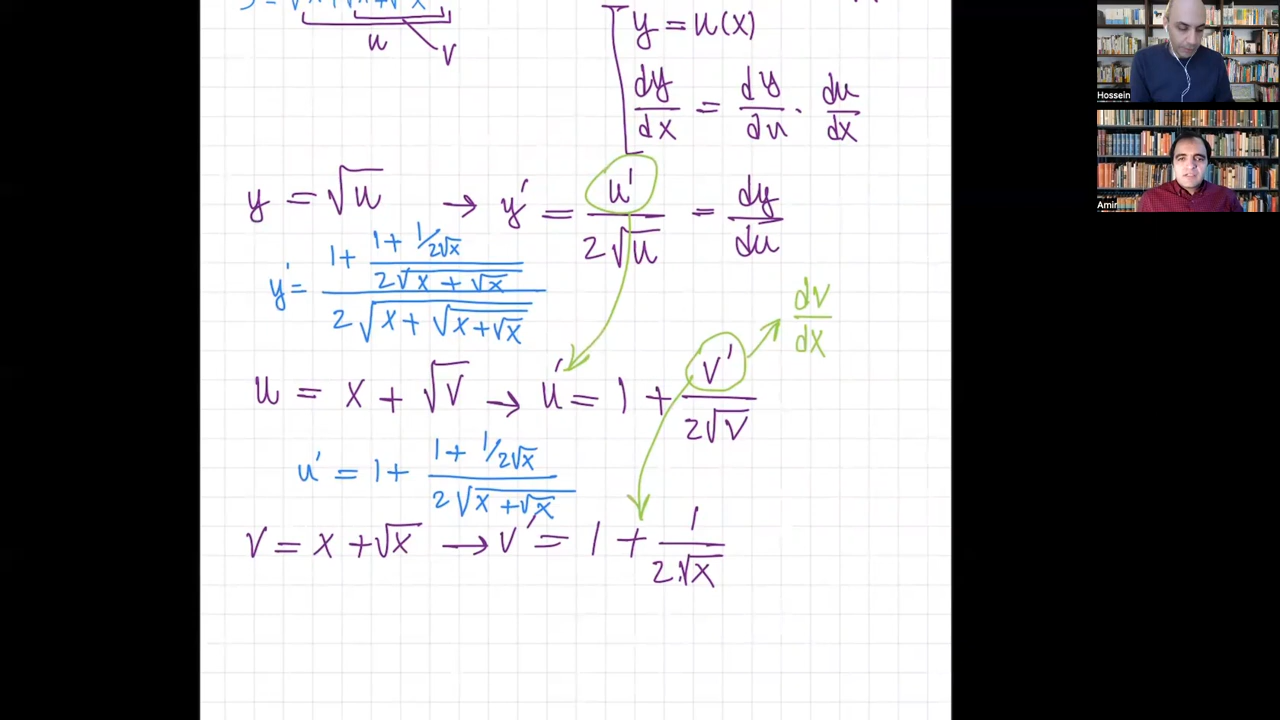 y = √x+√x+√x
u
v
y = u(x)
dy/dx = dy/du · du/dx
y = √u → y' = u'/2√u = dy/du
y' = (1 + (1 + 1/2√x)/(2√(x + √x)))/(2√(x + √(x+√x)))
dv/dx
u = x + √v → u' = 1 + v'/2√v
u' = 1 + (1 + 1/2√x)/(2√(x+√x))
v = x + √x → v' = 1 + 1/2√x
Hossein
Amir